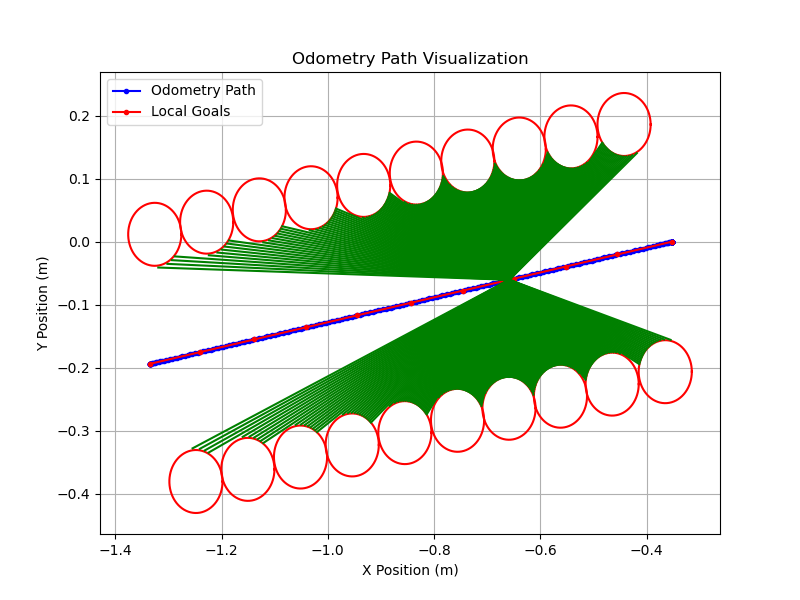 Odometry Path Visualization
Odometry Path
Local Goals
Y Position (m)
0.2
0.1
0.0
−0.1
−0.2
−0.3
−0.4
−1.4 −1.2 −1.0 −0.8 −0.6 −0.4
X Position (m)